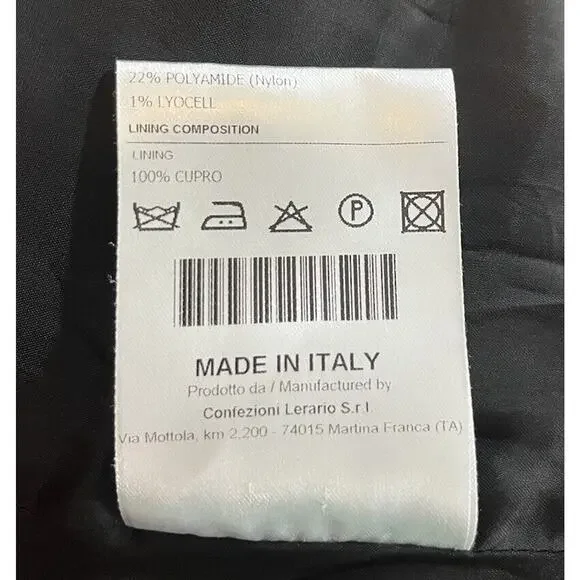 22% POLYAMIDE (Nylon)
1% LYOCELL
LINING COMPOSITION
LINING
100% CUPRO
P
MADE IN ITALY
Prodotto da / Manufactured by
Confezioni Lerario S.r.l.
Via Mottola, km 2,200 - 74015 Martina Franca (TA)